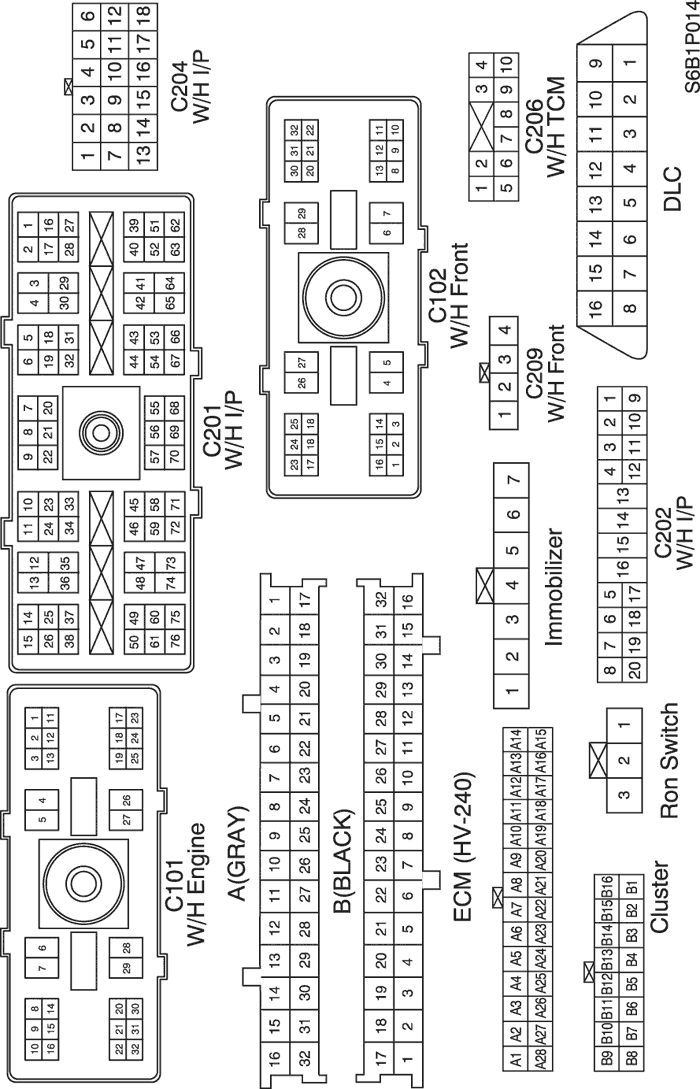 10 9 8 7 6 5 4 3 2 1
16 15 14 13 12 11
22 21 20 29 28 27 26 19 18 17
32 31 30 25 24 23
C101
W/H Engine
15 14 13 12 11 10 9 8 7 6 5 4 3 2 1
26 25 24 23 22 21 20 19 18 17 16
38 37 36 35 34 33 32 31 30 29 28 27
50 49 48 47 46 45 57 56 55 44 43 42 41 40 39
61 60 59 58 54 53 52 51
76 75 74 73 72 71 70 69 68 67 66 65 64 63 62
C201
W/H I/P
1 2 3 4 5 6
7 8 9 10 11 12
13 14 15 16 17 18
C204
W/H I/P
A(GRAY)
16 15 14 13 12 11 10 9 8 7 6 5 4 3 2 1
32 31 30 29 28 27 26 25 24 23 22 21 20 19 18 17
B(BLACK)
17 18 19 20 21 22 23 24 25 26 27 28 29 30 31 32
1 2 3 4 5 6 7 8 9 10 11 12 13 14 15 16
ECM (HV-240)
23 24 25 26 27 28 29 30 31 32
17 18 18 20 21 22
16 15 14 4 5 6 7 13 12 11
1 2 3 8 9 10
C102
W/H Front
A1 A2 A3 A4 A5 A6 A7 A8 A9 A10 A11 A12 A13 A14
A28 A27 A26 A25 A24 A23 A22 A21 A20 A19 A18 A17 A16 A15
B9 B10 B11 B12 B13 B14 B15 B16
B8 B7 B6 B5 B4 B3 B2 B1
Cluster
1 2 3 4 5 6 7
Immobilizer
1 2 3 4
C209
W/H Front
1 2 3 4
5 6 7 8 9 10
C206
W/H TCM
3 2 1
Ron Switch
8 7 6 5 16 15 14 13 4 3 2 1
20 19 18 17 12 11 10 9
C202
W/H I/P
16 15 14 13 12 11 10 9
8 7 6 5 4 3 2 1
DLC
S6B1P014